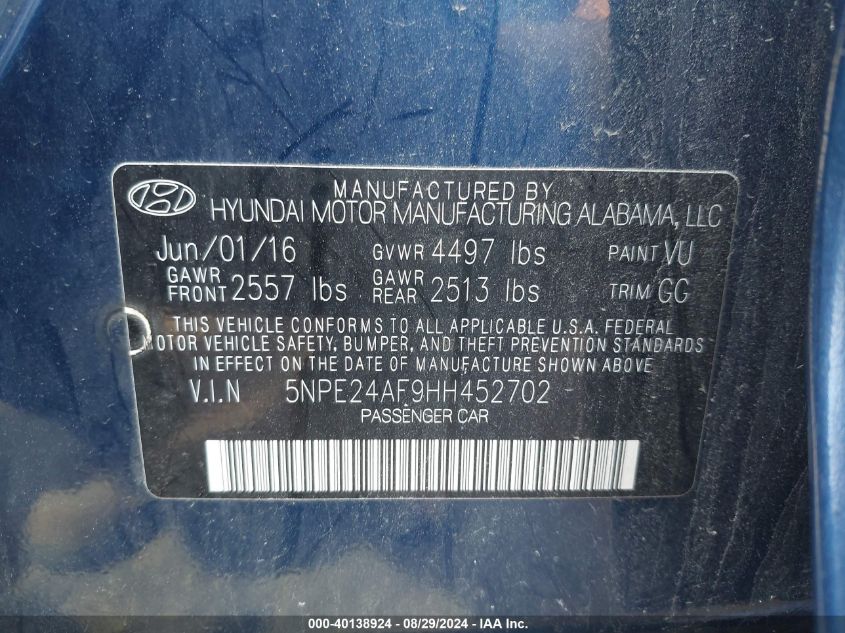 MANUFACTURED BY
HYUNDAI MOTOR MANUFACTURING ALABAMA, LLC
Jun/01/16 GVWR 4497 lbs PAINT VU
GAWR FRONT 2557 lbs GAWR REAR 2513 lbs TRIM GG
THIS VEHICLE CONFORMS TO ALL APPLICABLE U.S.A. FEDERAL
MOTOR VEHICLE SAFETY, BUMPER, AND THEFT PREVENTION STANDARDS
IN EFFECT ON THE DATE OF MANUFACTURE SHOWN ABOVE
V.I.N 5NPE24AF9HH452702
PASSENGER CAR
000-40138924 - 08/29/2024 - IAAI.COM